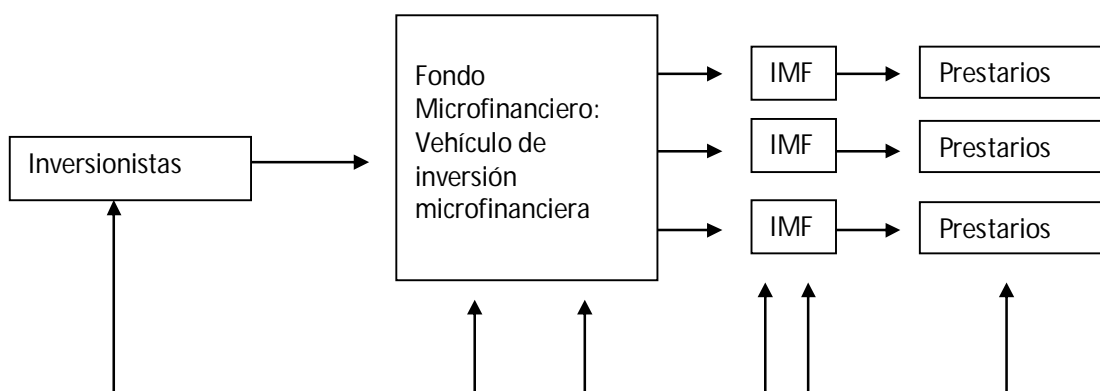 Inversionistas
Fondo
Microfinanciero:
Vehículo de
inversión
microfinanciera
IMF
Prestarios
IMF
Prestarios
IMF
Prestarios